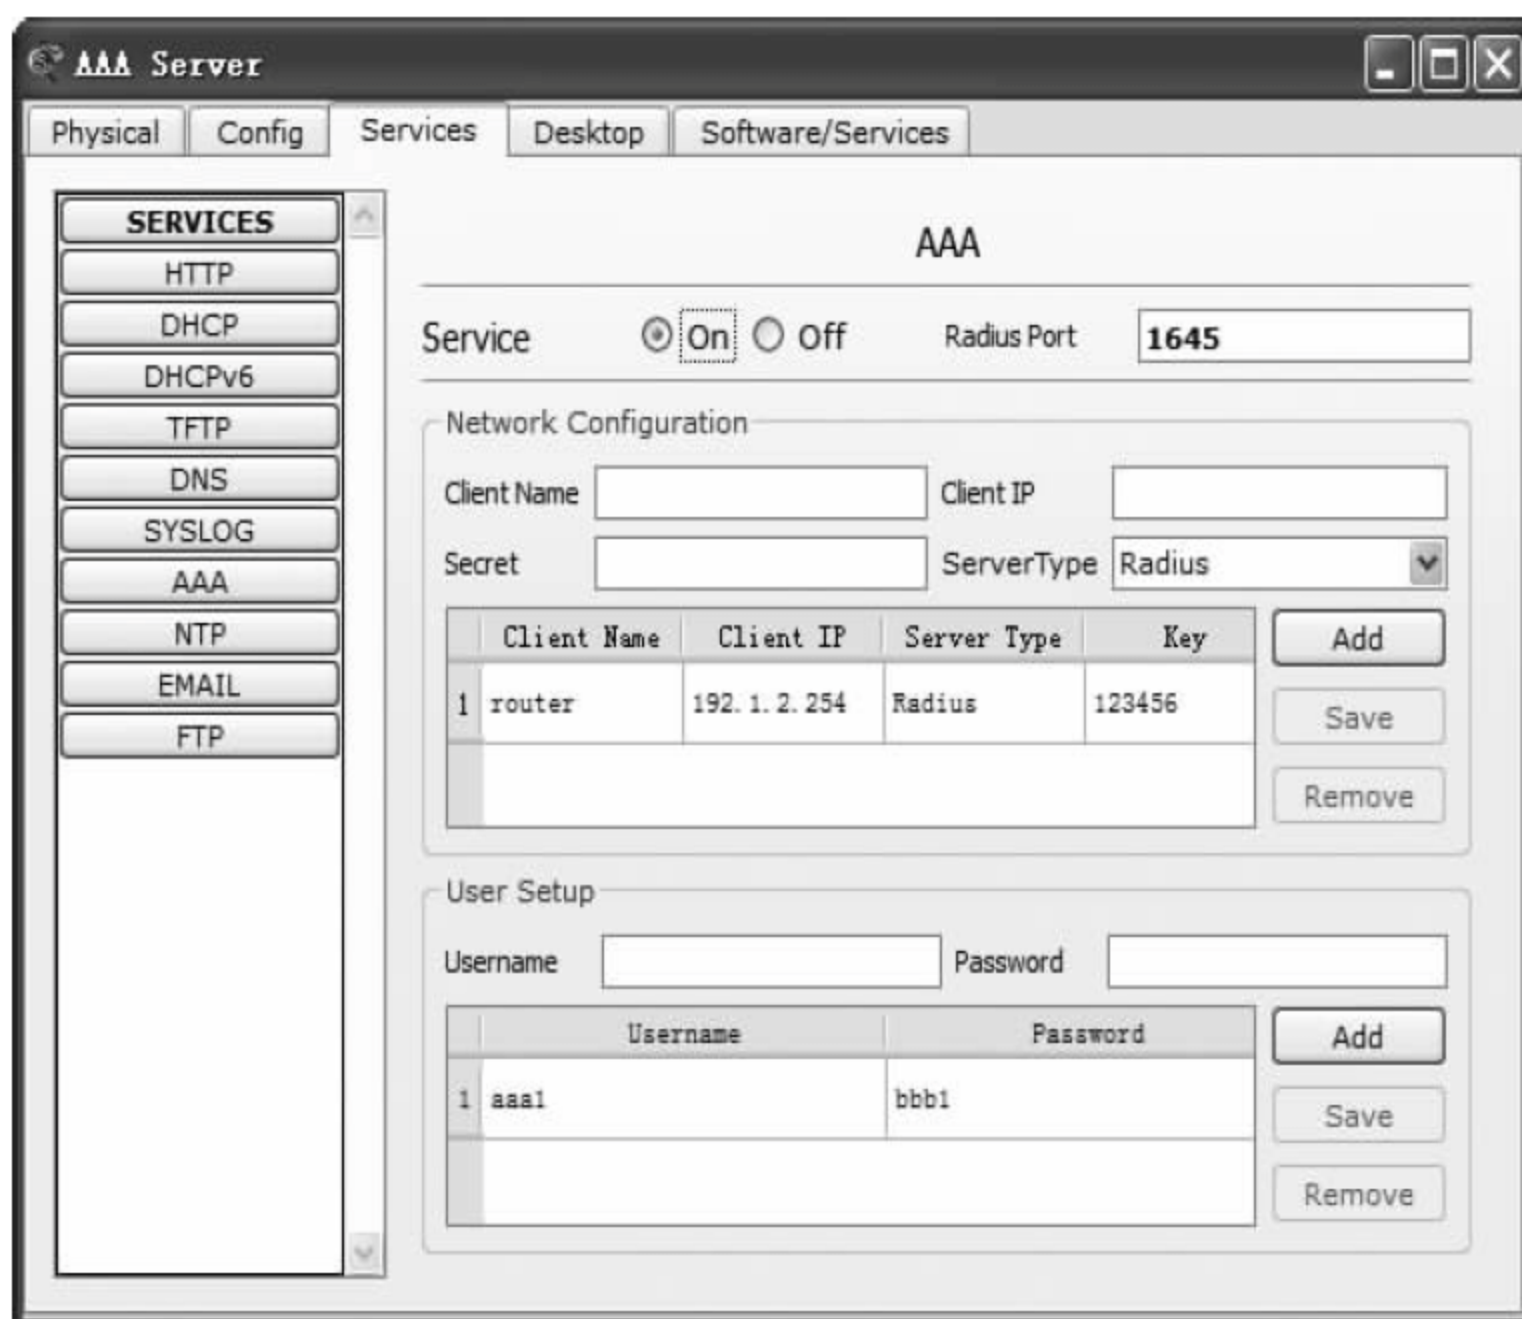 AAA Server
Physical Config Services Desktop Software/Services
SERVICES
HTTP
DHCP
DHCPv6
TFTP
DNS
SYSLOG
AAA
NTP
EMAIL
FTP
AAA
Service On Off Radius Port 1645
Network Configuration
Client Name Client IP
Secret ServerType Radius
Client Name Client IP Server Type Key Add
1 router 192.1.2.254 Radius 123456 Save
Remove
User Setup
Username Password
Username Password Add
1 aaa1 bbb1 Save
Remove